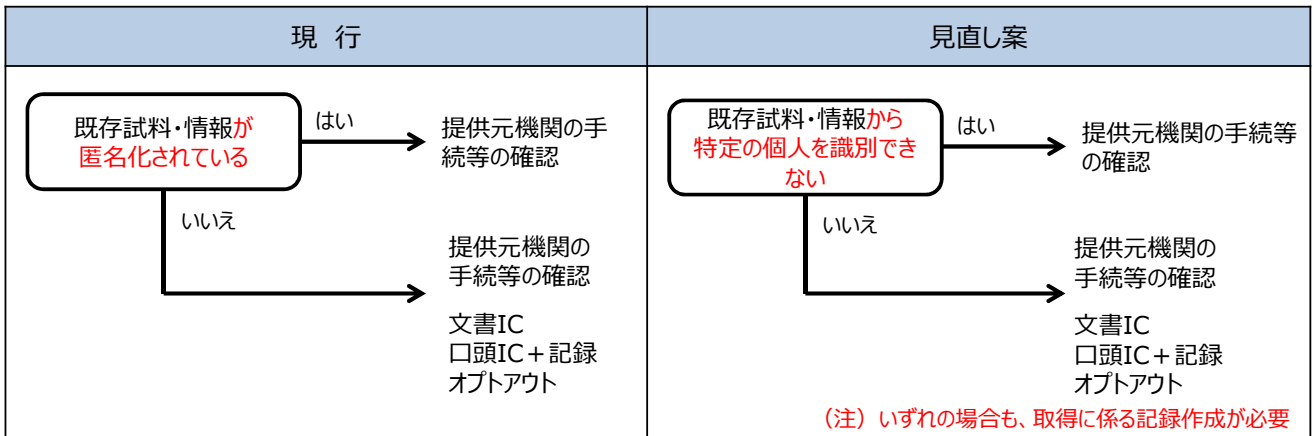 現 行
既存試料・情報が
匿名化されている
はい
提供元機関の手
続等の確認
いいえ
提供元機関の
手続等の確認
文書IC
口頭IC＋記録
オプトアウト
見直し案
既存試料・情報から
特定の個人を識別でき
ない
はい
提供元機関の手続等
の確認
いいえ
提供元機関の
手続等の確認
文書IC
口頭IC＋記録
オプトアウト
（注）いずれの場合も、取得に係る記録作成が必要